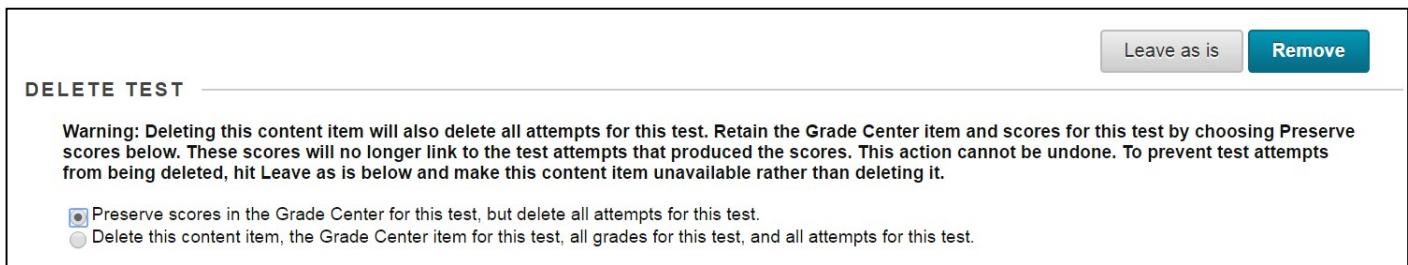 Leave as is Remove
DELETE TEST
Warning: Deleting this content item will also delete all attempts for this test. Retain the Grade Center item and scores for this test by choosing Preserve
scores below. These scores will no longer link to the test attempts that produced the scores. This action cannot be undone. To prevent test attempts
from being deleted, hit Leave as is below and make this content item unavailable rather than deleting it.
Preserve scores in the Grade Center for this test, but delete all attempts for this test.
Delete this content item, the Grade Center item for this test, all grades for this test, and all attempts for this test.